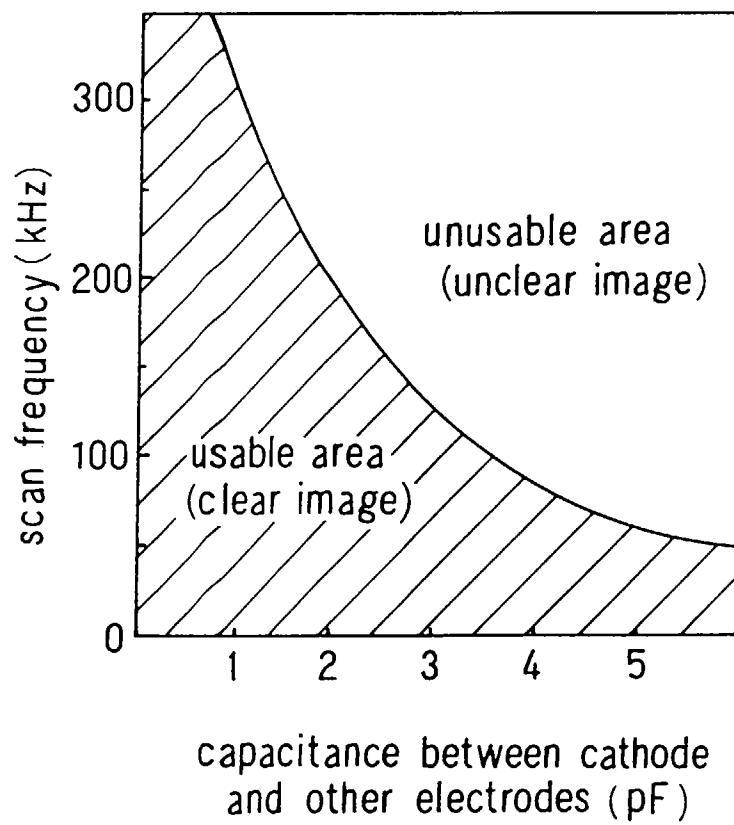 300
200
100
0
scan frequency (kHz)
unusable area
(unclear image)
usable area
(clear image)
1 2 3 4 5
capacitance between cathode
and other electrodes (pF)